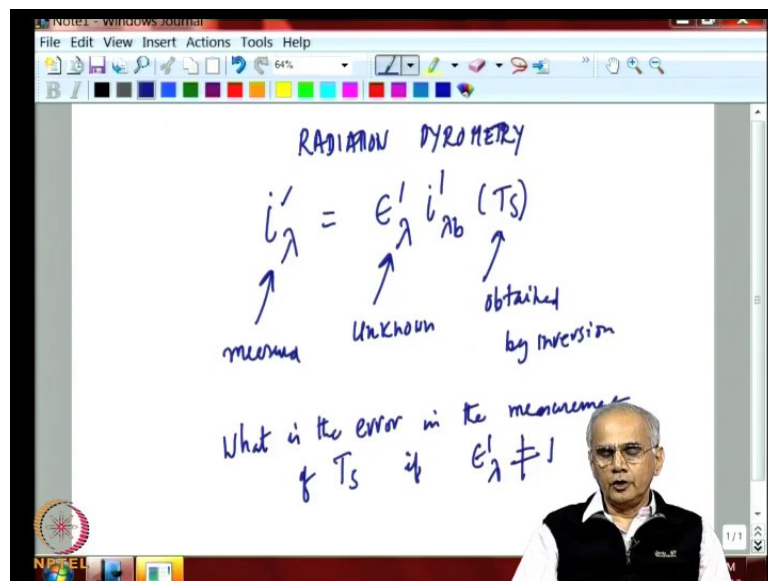 Note1 - Windows Journal
File Edit View Insert Actions Tools Help
64%
B I
RADIATION PYROMETRY
i'λ = ϵ'λ i'λb (Ts)
measured
Unknown
obtained
by inversion
What is the error in the measurement
of Ts if ϵ'λ ≠ 1
1/1
NPTEL